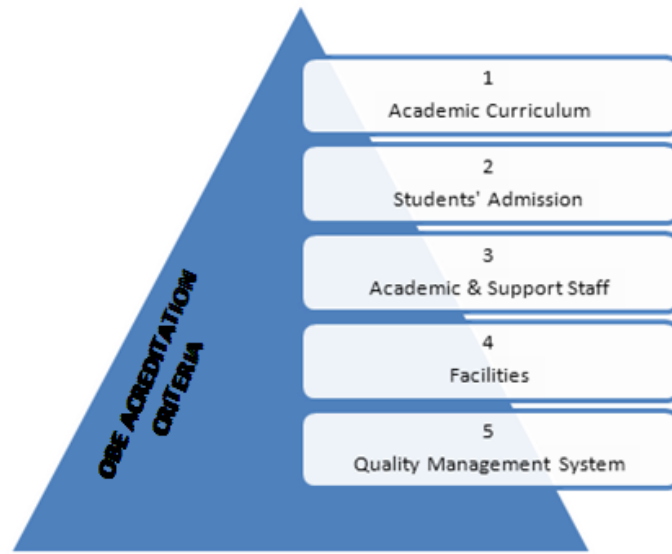 1
Academic Curriculum
2
Students' Admission
3
Academic & Support Staff
4
Facilities
5
Quality Management System
OBE ACREDITATION
CRITERIA